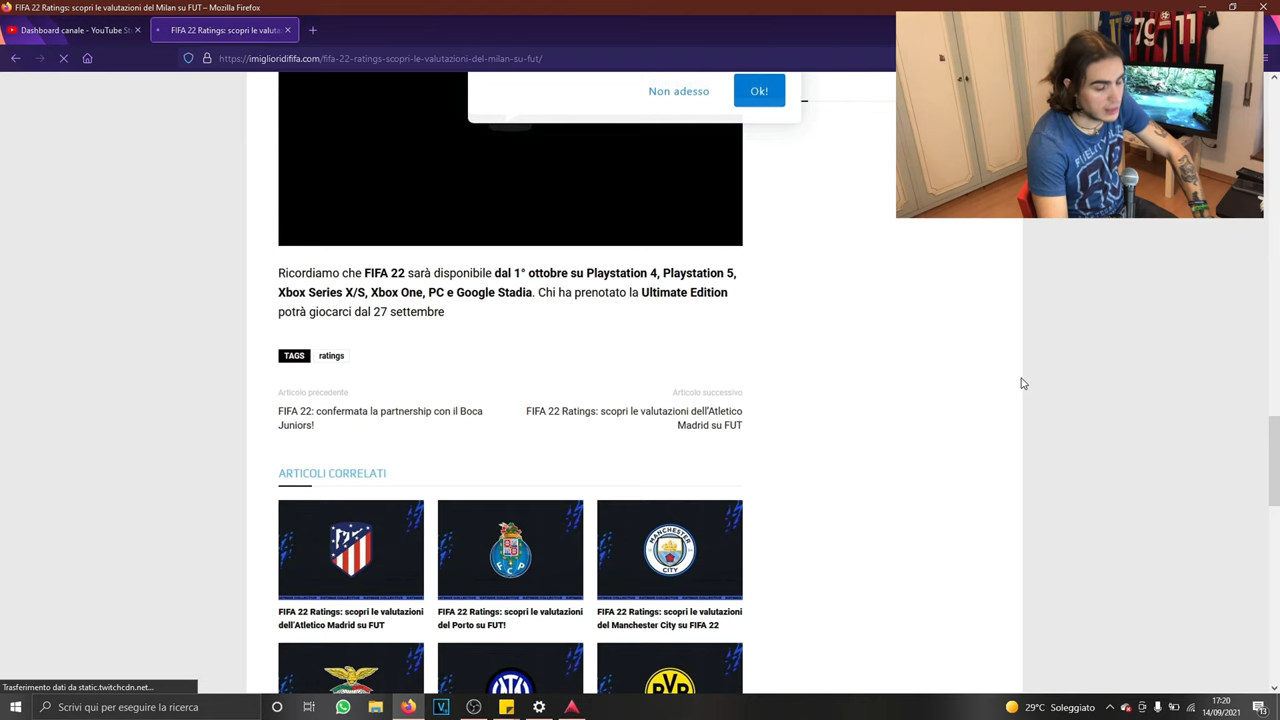 FIFA 22 Ratings: scopri le valutazioni del Milan su FUT – Mozilla Firefox
Dashboard canale - YouTube St
FIFA 22 Ratings: scopri le valuta
https://imiglioridififa.com/fifa-22-ratings-scopri-le-valutazioni-del-milan-su-fut/
79
11
Non adesso
Ok!
Ricordiamo che FIFA 22 sarà disponibile dal 1° ottobre su Playstation 4, Playstation 5,
Xbox Series X/S, Xbox One, PC e Google Stadia. Chi ha prenotato la Ultimate Edition
potrà giocarci dal 27 settembre
TAGS
ratings
Articolo precedente
Articolo successivo
FIFA 22: confermata la partnership con il Boca
Juniors!
FIFA 22 Ratings: scopri le valutazioni dell'Atletico
Madrid su FUT
ARTICOLI CORRELATI
FCP
MANCHESTER
CITY
FIFA 22 Ratings: scopri le valutazioni
dell'Atletico Madrid su FUT
FIFA 22 Ratings: scopri le valutazioni
del Porto su FUT!
FIFA 22 Ratings: scopri le valutazioni
del Manchester City su FIFA 22
BVB
Trasferimento dati da static.twitchcdn.net...
Scrivi qui per eseguire la ricerca
29°C Soleggiato
17:20
14/09/2021
13